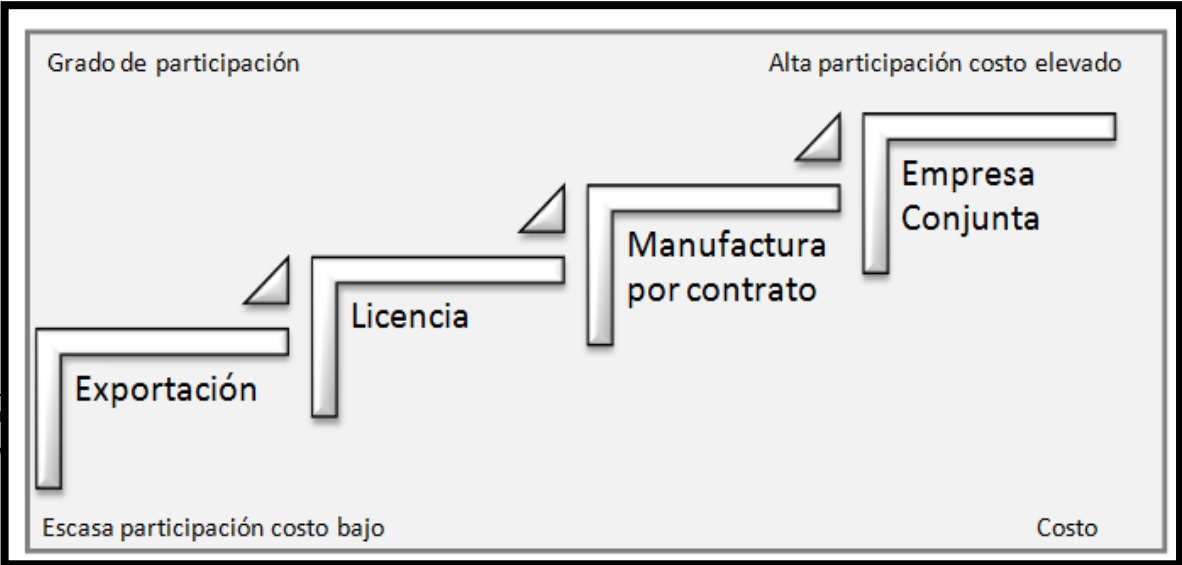 Grado de participación
Alta participación costo elevado
Empresa
Conjunta
Manufactura
por contrato
Licencia
Exportación
Escasa participación costo bajo
Costo